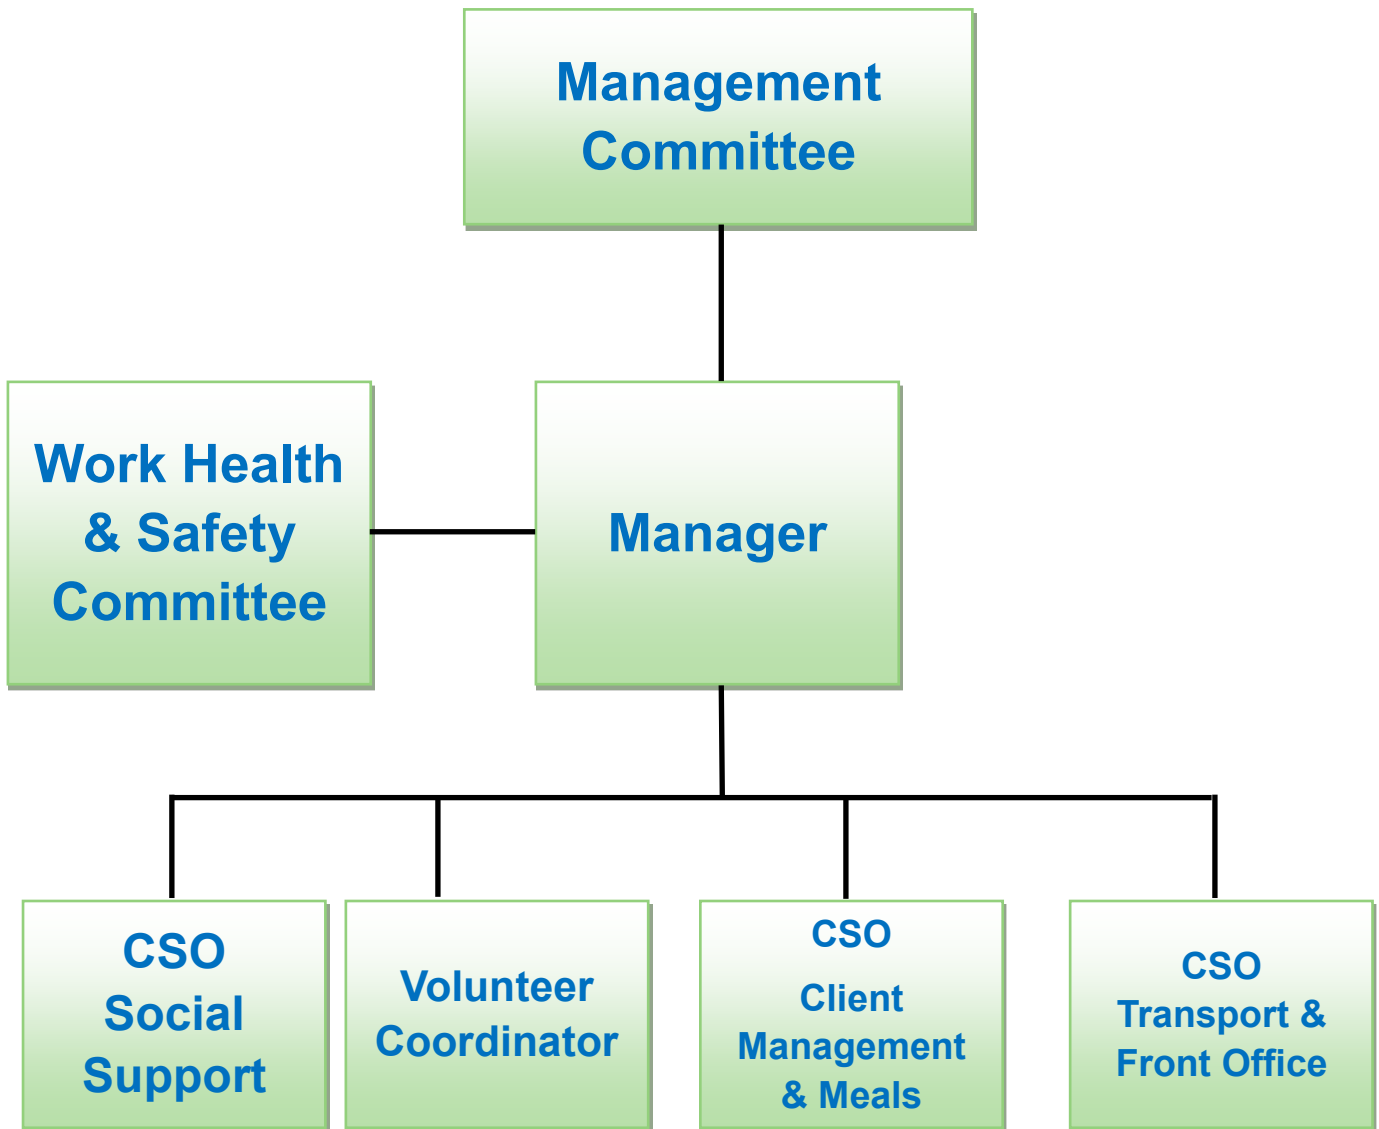 Management
Committee
Work Health
& Safety
Committee
Manager
CSO
Social
Support
Volunteer
Coordinator
CSO
Client
Management
& Meals
CSO
Transport &
Front Office